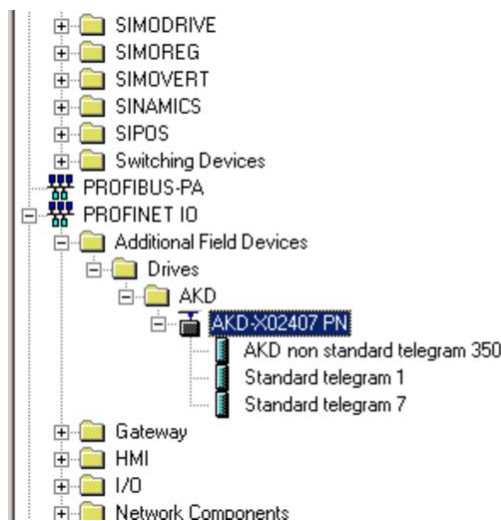 SIMODRIVE
SIMOREG
SIMOVERT
SINAMICS
SIPOS
Switching Devices
PROFIBUS-PA
PROFINET IO
Additional Field Devices
Drives
AKD
AKD-X02407 PN
AKD non standard telegram 350
Standard telegram 1
Standard telegram 7
Gateway
HMI
I/O
Network Components